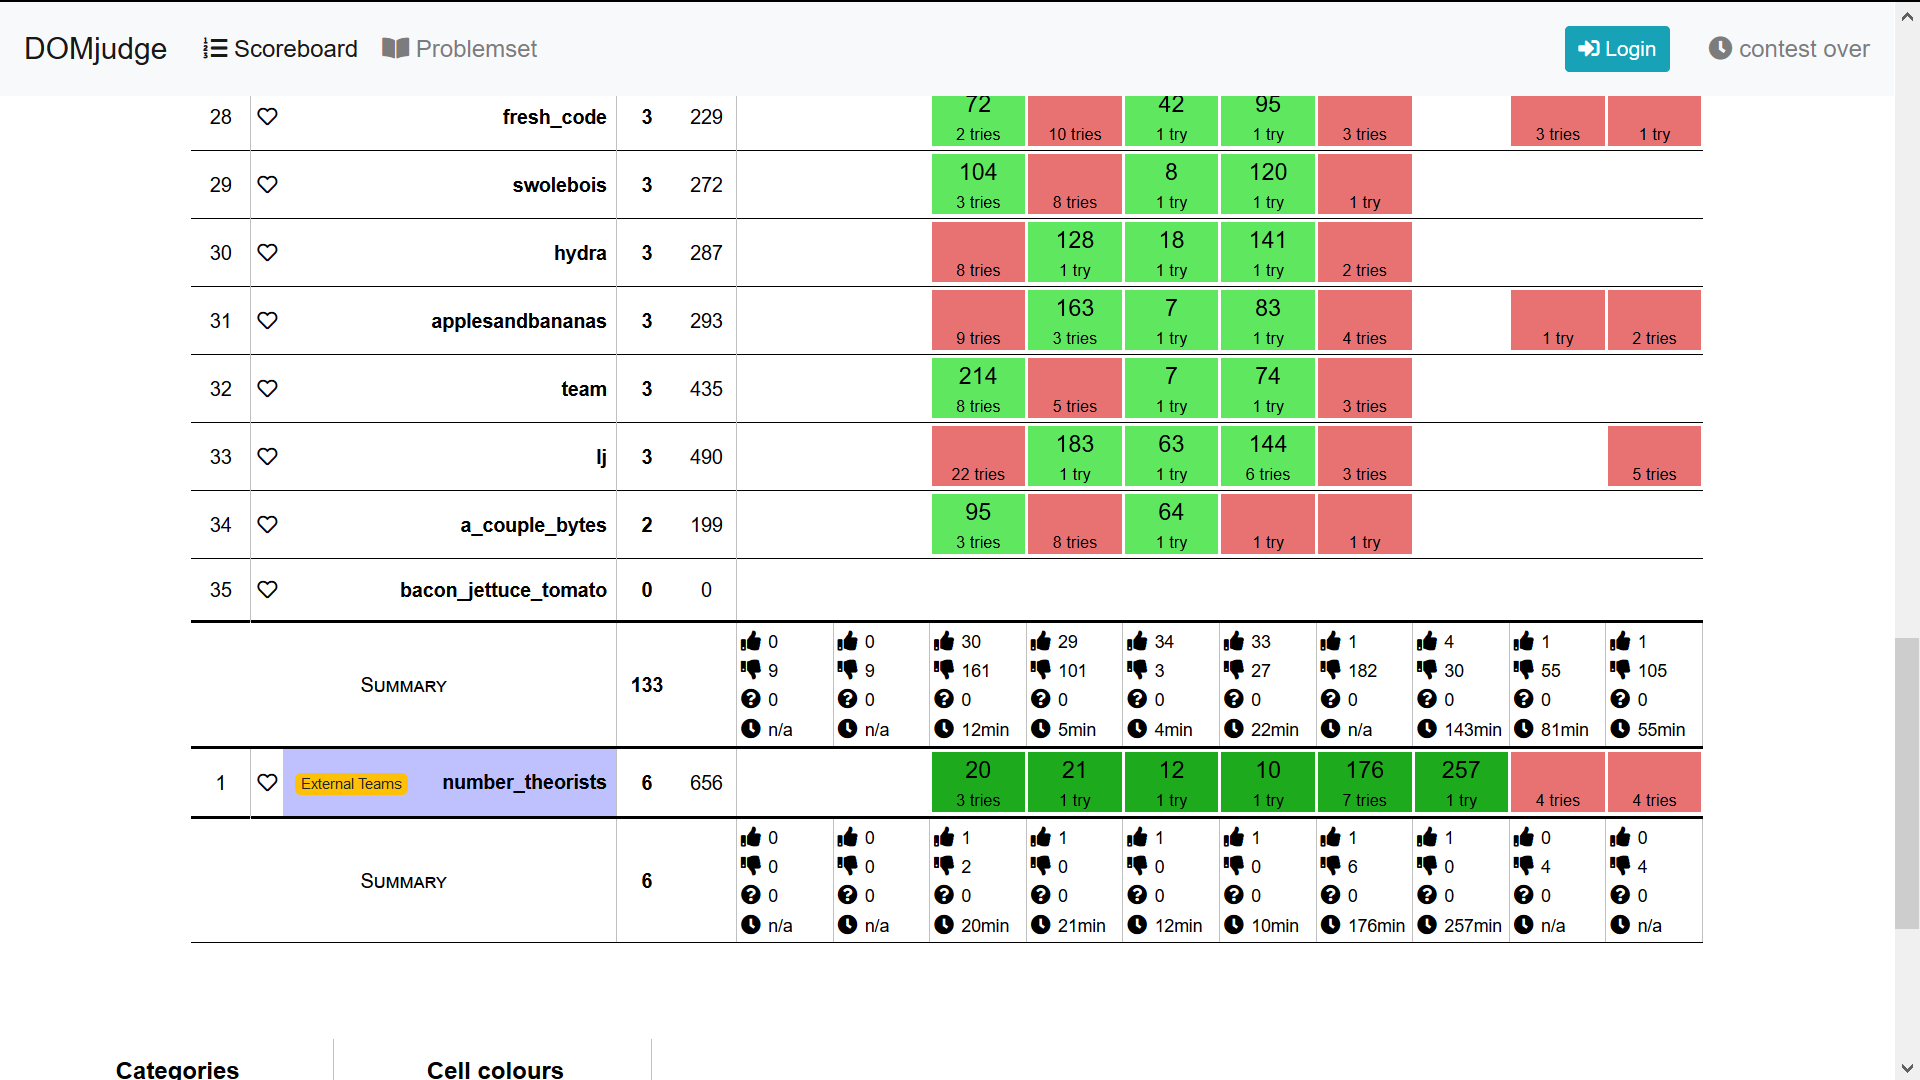 DOMjudge Scoreboard Problemset Login contest over
28 fresh_code 3 229 72 42 95
2 tries 10 tries 1 try 1 try 3 tries 3 tries 1 try
29 swolebois 3 272 104 8 120
3 tries 8 tries 1 try 1 try 1 try
30 hydra 3 287 128 18 141
8 tries 1 try 1 try 1 try 2 tries
31 applesandbananas 3 293 163 7 83
9 tries 3 tries 1 try 1 try 4 tries 1 try 2 tries
32 team 3 435 214 7 74
8 tries 5 tries 1 try 1 try 3 tries
33 lj 3 490 183 63 144
22 tries 1 try 1 try 6 tries 3 tries 5 tries
34 a_couple_bytes 2 199 95 64
3 tries 8 tries 1 try 1 try 1 try
35 bacon_jettuce_tomato 0 0
0 0 30 29 34 33 1 4 1 1
9 9 161 101 3 27 182 30 55 105
SUMMARY 133
0 0 0 0 0 0 0 0 0 0
n/a n/a 12min 5min 4min 22min n/a 143min 81min 55min
1 External Teams number_theorists 6 656 20 21 12 10 176 257
3 tries 1 try 1 try 1 try 7 tries 1 try 4 tries 4 tries
0 0 1 1 1 1 1 1 0 0
0 0 2 0 0 0 6 0 4 4
SUMMARY 6
0 0 0 0 0 0 0 0 0 0
n/a n/a 20min 21min 12min 10min 176min 257min n/a n/a
Categories Cell colours